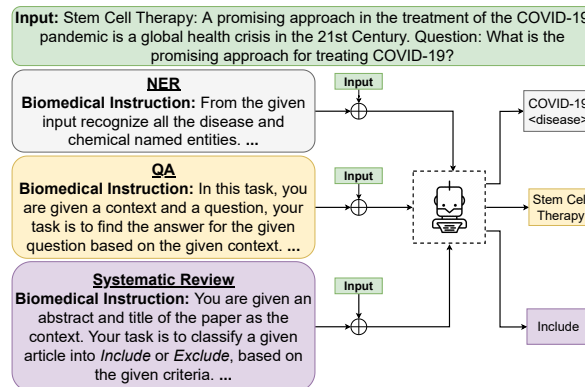 Input: Stem Cell Therapy: A promising approach in the treatment of the COVID-19
pandemic is a global health crisis in the 21st Century. Question: What is the
promising approach for treating COVID-19?
NER
Biomedical Instruction: From the given
input recognize all the disease and
chemical named entities. ...
Input
COVID-19
<disease>
QA
Biomedical Instruction: In this task, you
are given a context and a question, your
task is to find the answer for the given
question based on the given context. ...
Input
Stem Cell
Therapy
Systematic Review
Biomedical Instruction: You are given an
abstract and title of the paper as the
context. Your task is to classify a given
article into Include or Exclude, based on
the given criteria. ...
Input
Include